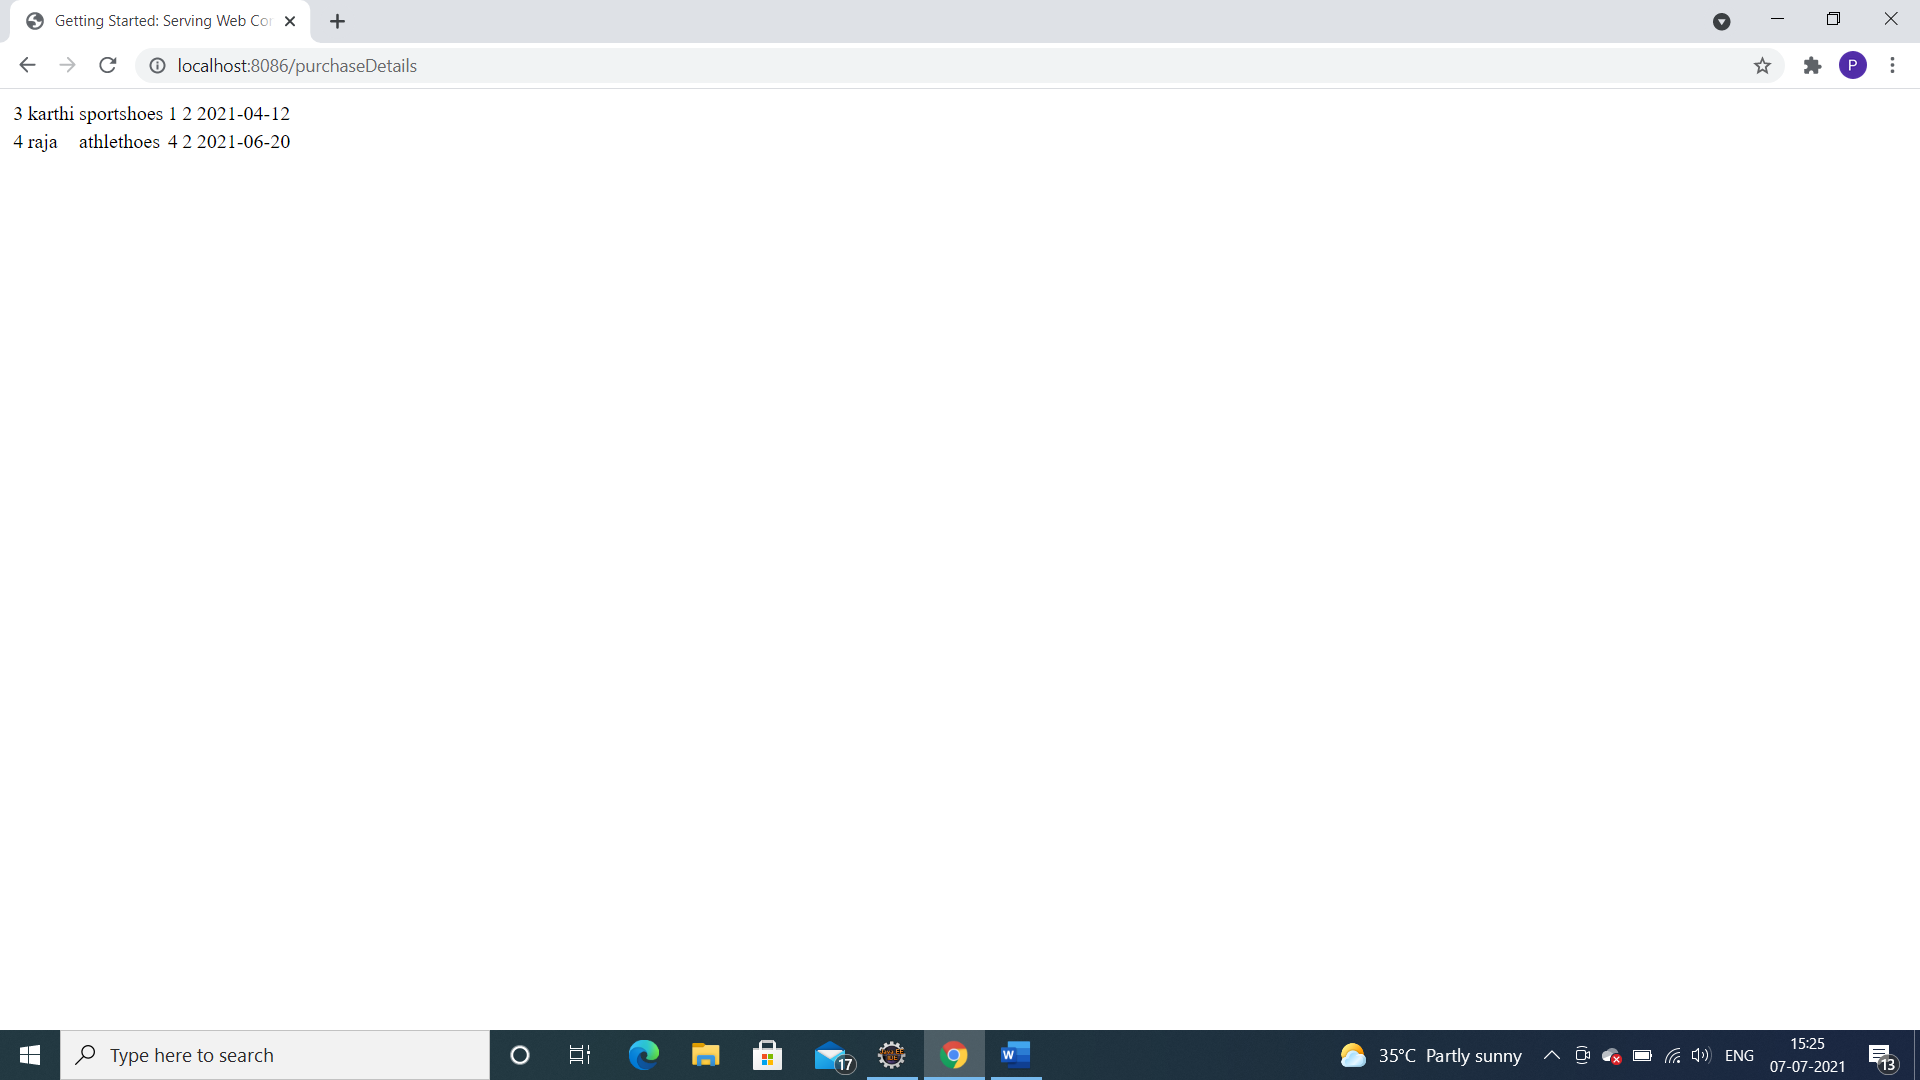 Getting Started: Serving Web Co
localhost:8086/purchaseDetails
P
3 karthi sportshoes 1 2 2021-04-12
4 raja athlethoes 4 2 2021-06-20
Type here to search
17
W
35°C Partly sunny
ENG
15:25
07-07-2021
13